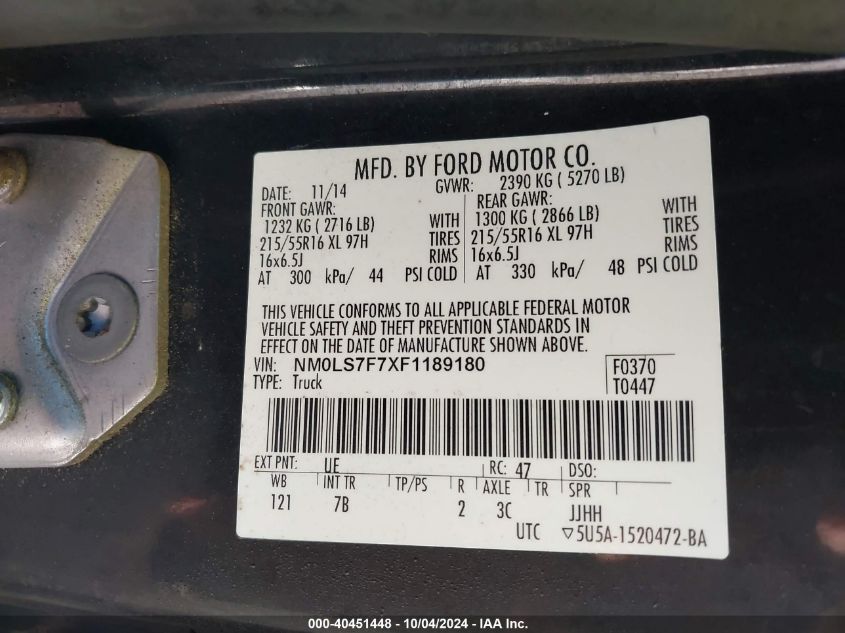 MFD. BY FORD MOTOR CO.
DATE: 11/14 GVWR: 2390 KG ( 5270 LB)
FRONT GAWR: REAR GAWR:
1232 KG ( 2716 LB) WITH 1300 KG ( 2866 LB) WITH
215/55R16 XL 97H TIRES 215/55R16 XL 97H TIRES
16x6.5J RIMS 16x6.5J RIMS
AT 300 kPa/ 44 PSI COLD AT 330 kPa/ 48 PSI COLD
THIS VEHICLE CONFORMS TO ALL APPLICABLE FEDERAL MOTOR
VEHICLE SAFETY AND THEFT PREVENTION STANDARDS IN
EFFECT ON THE DATE OF MANUFACTURE SHOWN ABOVE.
VIN: NM0LS7F7XF1189180 F0370
TYPE: Truck T0447
EXT PNT: UE RC: 47 DSO:
WB INT TR TP/PS R AXLE TR SPR
121 7B 2 3C JJHH
UTC ▽5U5A-1520472-BA
000-40451448 - 10/04/2024 - IAA Inc.